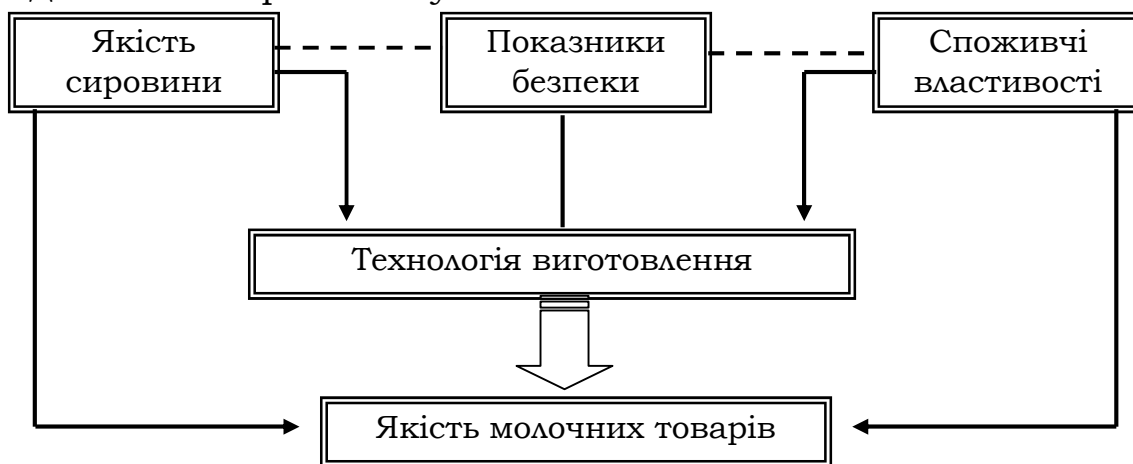 Якість
сировини
Показники
безпеки
Споживчі
властивості
Технологія виготовлення
Якість молочних товарів